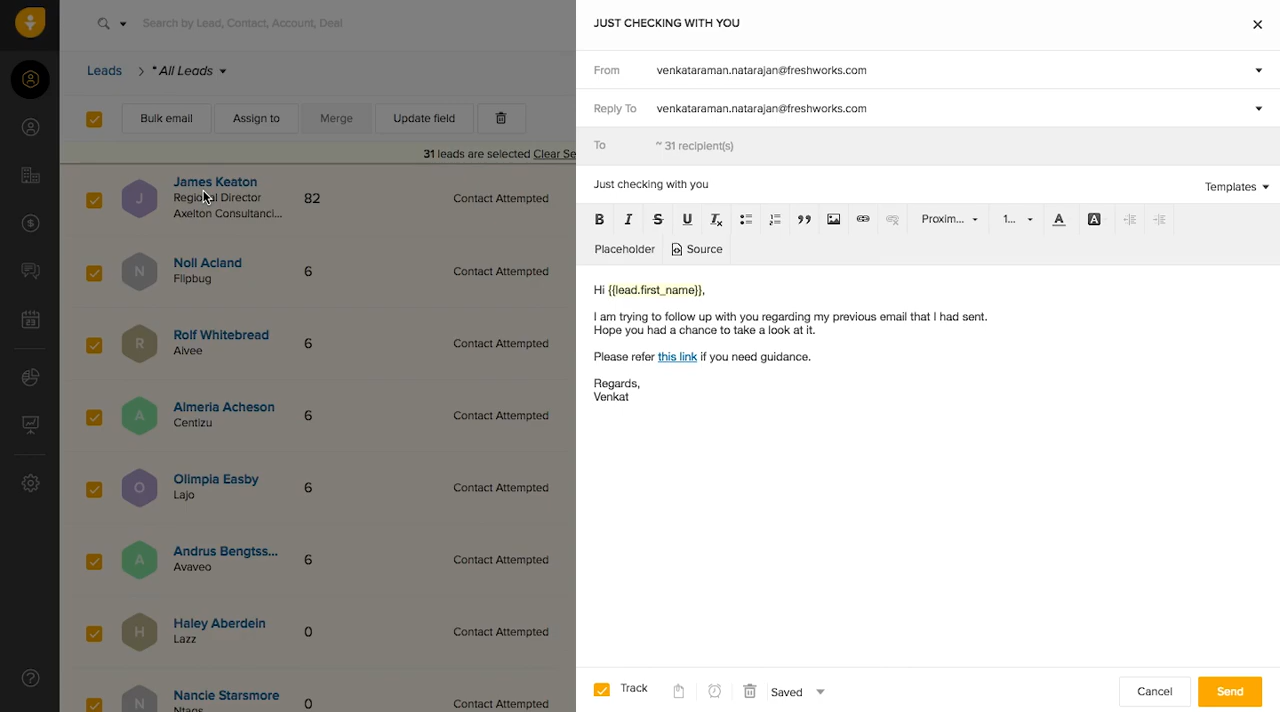 Search by Lead, Contact, Account, Deal
Leads > * All Leads
Bulk email Assign to Merge Update field
31 leads are selected Clear Se
J James Keaton
Regional Director
Axelton Consultanci...
82 Contact Attempted
N Noll Acland
Flipbug
6 Contact Attempted
R Rolf Whitebread
Aivee
6 Contact Attempted
A Almeria Acheson
Centizu
6 Contact Attempted
O Olimpia Easby
Lajo
6 Contact Attempted
A Andrus Bengtss...
Avaveo
6 Contact Attempted
H Haley Aberdein
Lazz
0 Contact Attempted
N Nancie Starsmore
Ntags
0 Contact Attempted
23
JUST CHECKING WITH YOU
From venkataraman.natarajan@freshworks.com
Reply To venkataraman.natarajan@freshworks.com
To ~ 31 recipient(s)
Just checking with you Templates
B I S U Tx Proxim... 1... A A
Placeholder Source
Hi {{lead.first_name}},
I am trying to follow up with you regarding my previous email that I had sent.
Hope you had a chance to take a look at it.
Please refer this link if you need guidance.
Regards,
Venkat
Track Saved Cancel Send